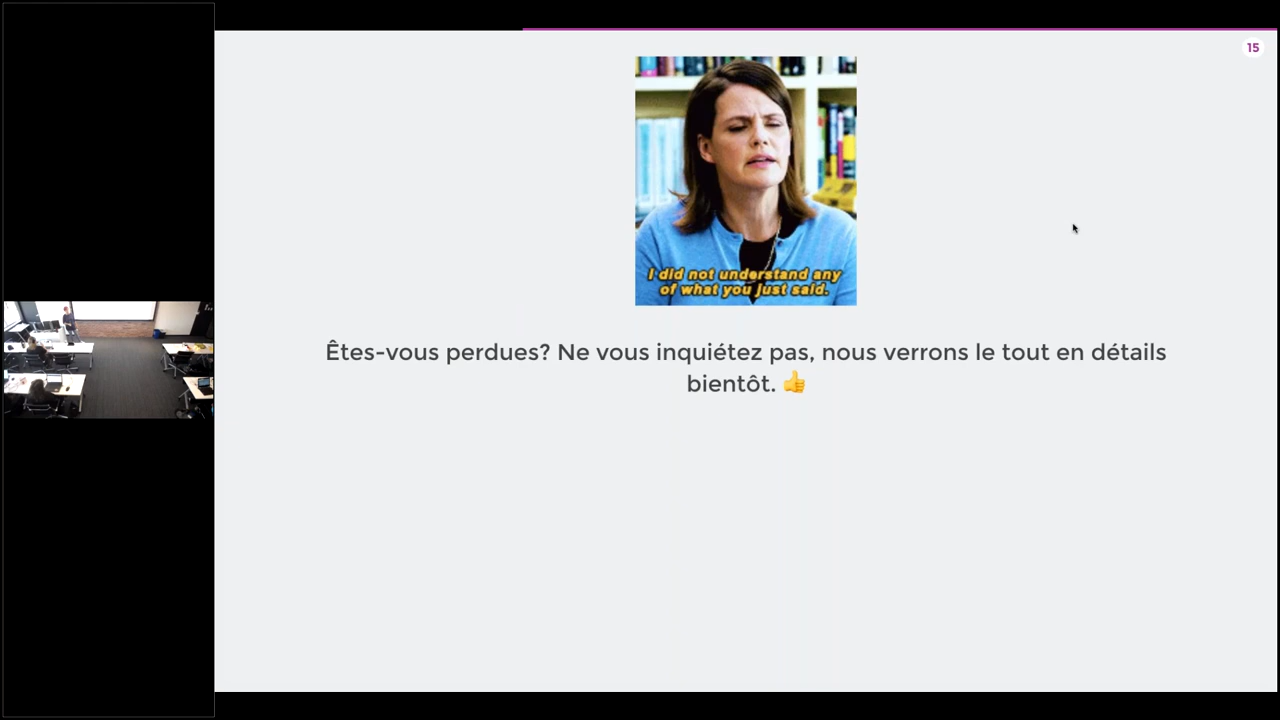 15
I did not understand any
of what you just said.
Êtes-vous perdues? Ne vous inquiétez pas, nous verrons le tout en détails
bientôt. 👍